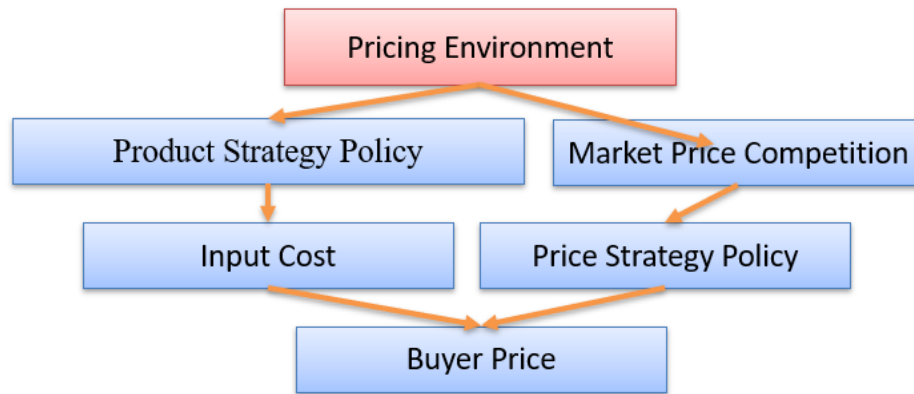 Pricing Environment
Product Strategy Policy
Market Price Competition
Input Cost
Price Strategy Policy
Buyer Price